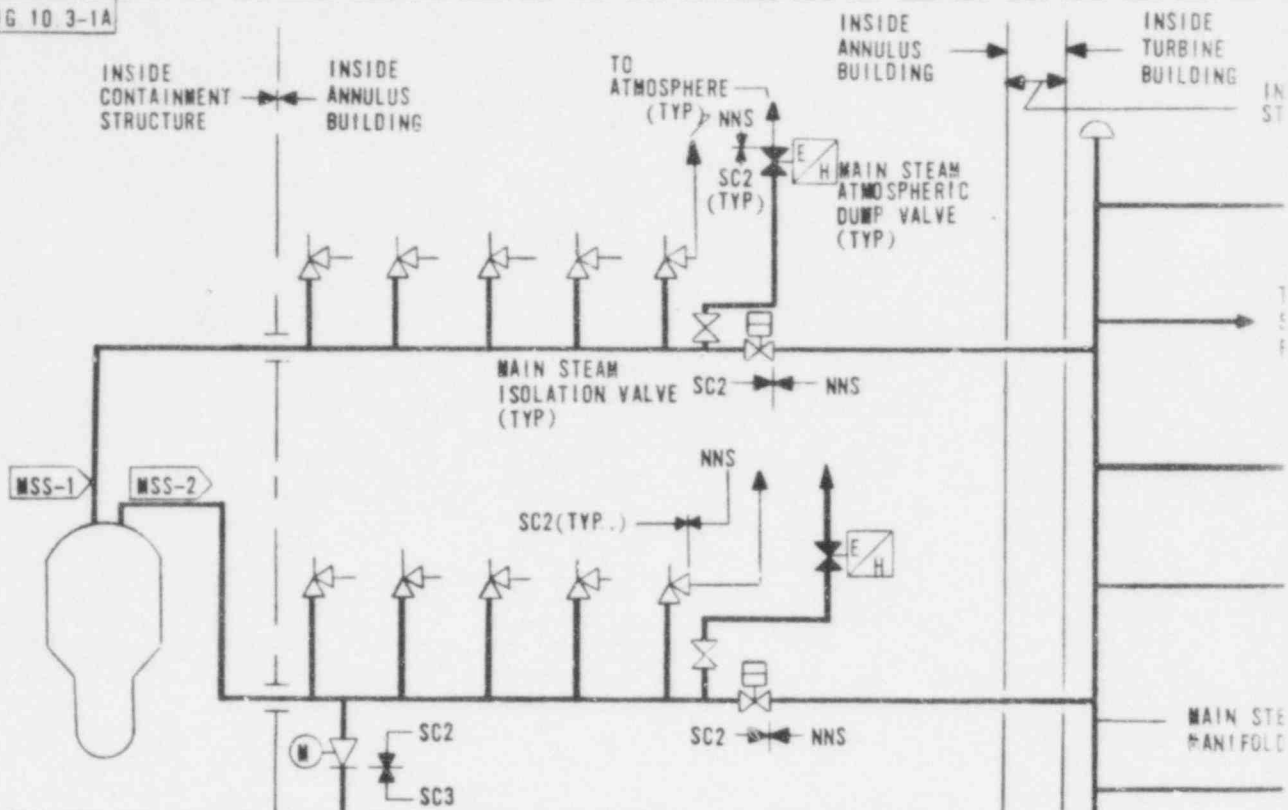 G 10 3-1A
INSIDE
CONTAINMENT
STRUCTURE
INSIDE
ANNULUS
BUILDING
TO
ATMOSPHERE
(TYP)
NNS
SC2
(TYP)
E
H
MAIN STEAM
ATMOSPHERIC
DUMP VALVE
(TYP)
INSIDE
ANNULUS
BUILDING
INSIDE
TURBINE
BUILDING
IN
ST
T
S
F
MAIN STEAM
ISOLATION VALVE
(TYP)
SC2
NNS
MSS-1
MSS-2
NNS
SC2(TYP..)
E
H
M
SC2
SC3
SC2
NNS
MAIN STE
MANIFOLD